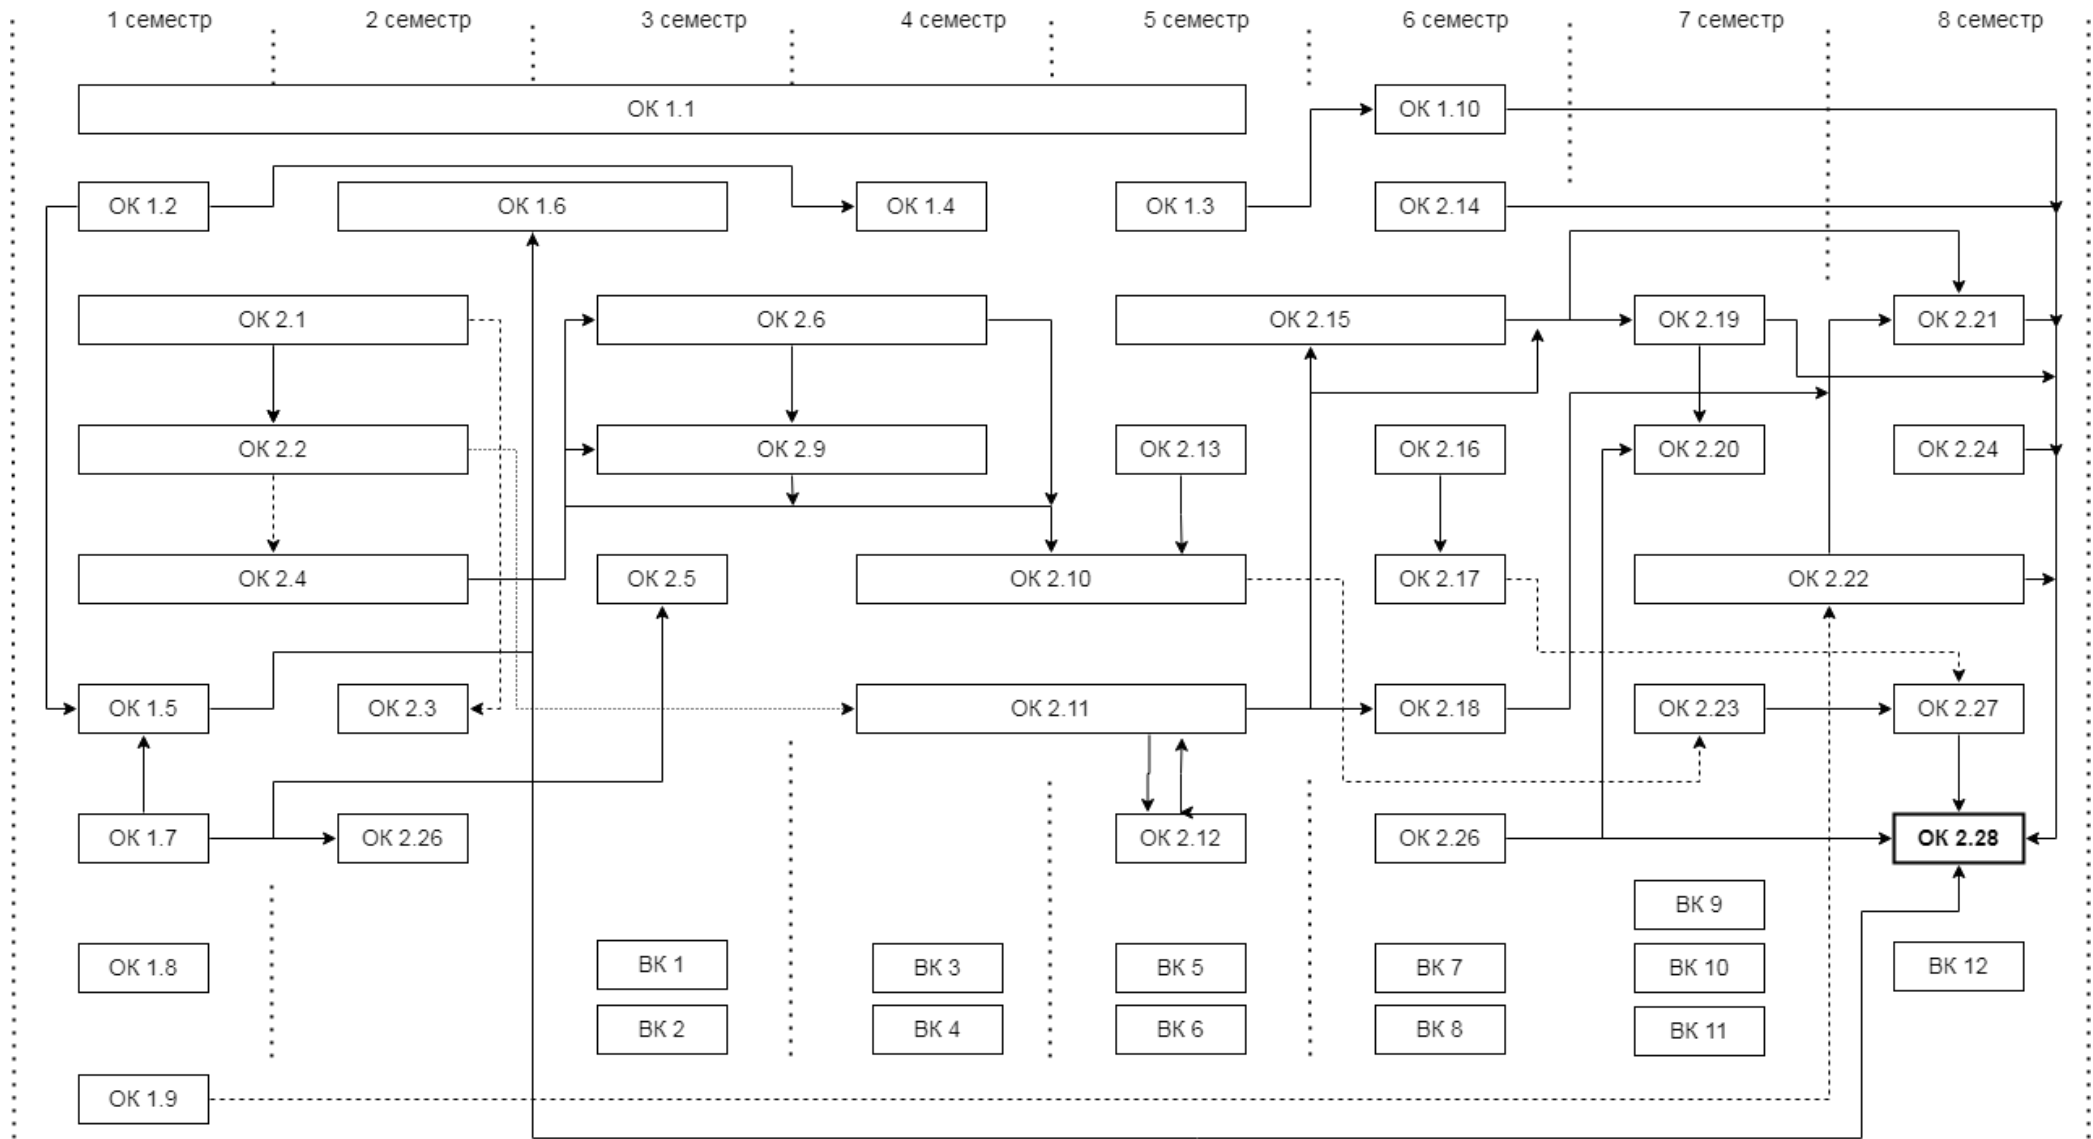 1 семестр 2 семестр 3 семестр 4 семестр 5 семестр 6 семестр 7 семестр 8 семестр
ОК 1.1 ОК 1.10
ОК 1.2 ОК 1.6 ОК 1.4 ОК 1.3 ОК 2.14
ОК 2.1 ОК 2.6 ОК 2.15 ОК 2.19 ОК 2.21
ОК 2.2 ОК 2.9 ОК 2.13 ОК 2.16 ОК 2.20 ОК 2.24
ОК 2.4 ОК 2.5 ОК 2.10 ОК 2.17 ОК 2.22
ОК 1.5 ОК 2.3 ОК 2.11 ОК 2.18 ОК 2.23 ОК 2.27
ОК 1.7 ОК 2.26 ОК 2.12 ОК 2.26 ОК 2.28
ВК 9
ОК 1.8 ВК 1 ВК 3 ВК 5 ВК 7 ВК 10 ВК 12
ВК 2 ВК 4 ВК 6 ВК 8 ВК 11
ОК 1.9